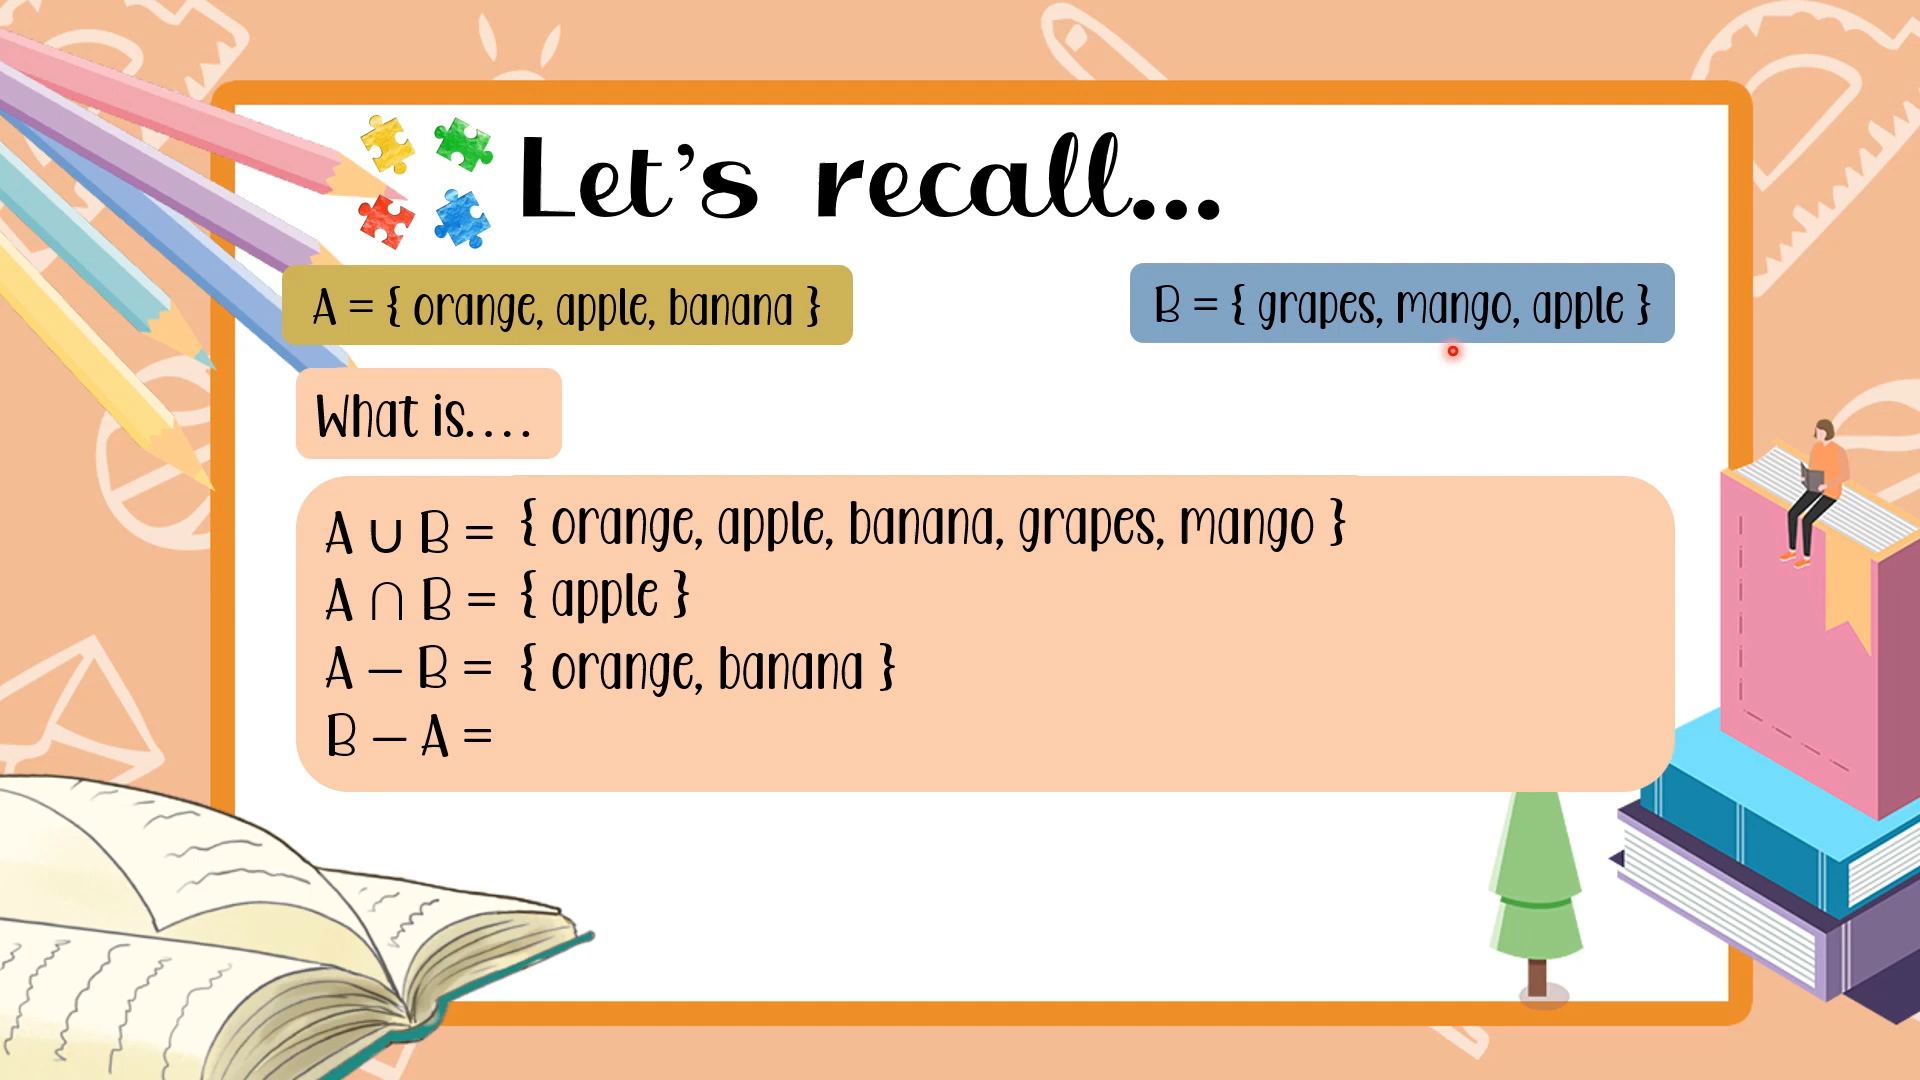 Let's recall...
A = { orange, apple, banana }
B = { grapes, mango, apple }
What is....
A ∪ B = { orange, apple, banana, grapes, mango }
A ∩ B = { apple }
A – B = { orange, banana }
B – A =